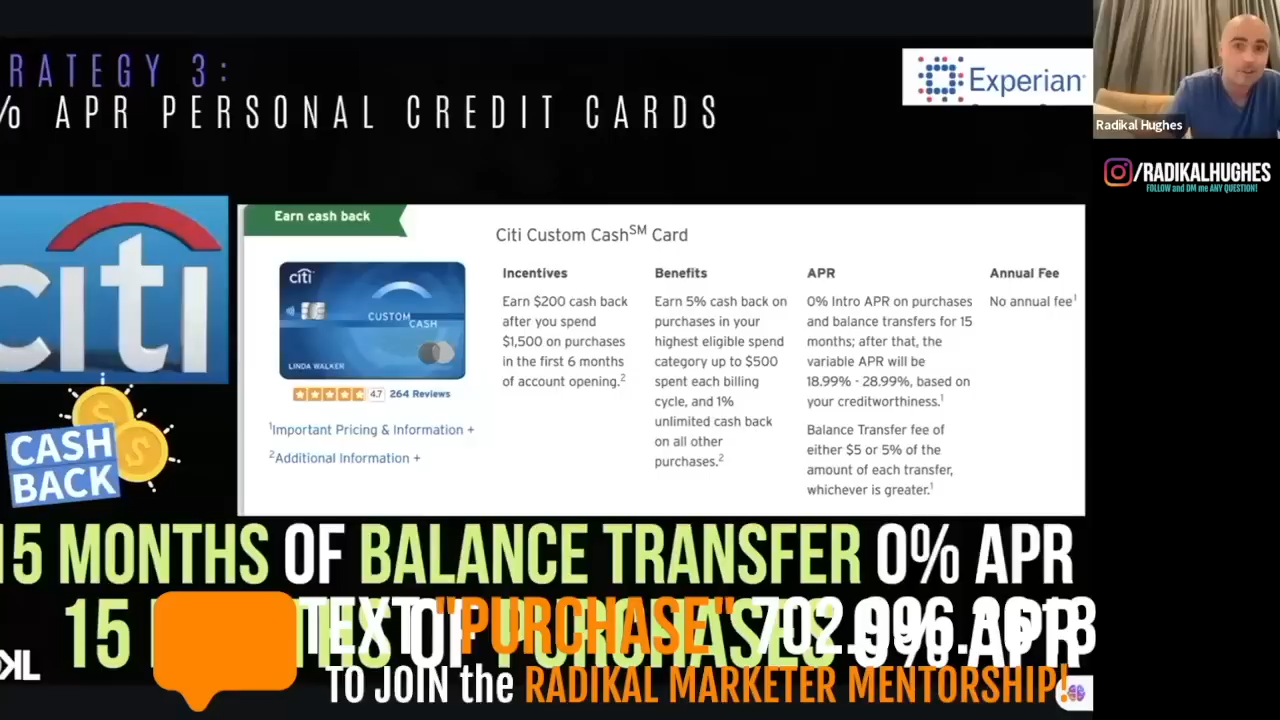 RATEGY 3:
% APR PERSONAL CREDIT CARDS
Experian
Radikal Hughes
/RADIKALHUGHES
FOLLOW and DM me ANY QUESTION!
citi
CASH
BACK
Earn cash back
citi
CUSTOM
CASH
LINDA WALKER
4.7 264 Reviews
1Important Pricing & Information +
2Additional Information +
Citi Custom CashSM Card
Incentives
Earn $200 cash back
after you spend
$1,500 on purchases
in the first 6 months
of account opening.2
Benefits
Earn 5% cash back on
purchases in your
highest eligible spend
category up to $500
spent each billing
cycle, and 1%
unlimited cash back
on all other
purchases.2
APR
0% Intro APR on purchases
and balance transfers for 15
months; after that, the
variable APR will be
18.99% - 28.99%, based on
your creditworthiness.1
Balance Transfer fee of
either $5 or 5% of the
amount of each transfer,
whichever is greater.1
Annual Fee
No annual fee1
15 MONTHS OF BALANCE TRANSFER 0% APR
15 OF PURCHASES 0% APR
TEXT "PURCHASE" 702.
TO JOIN the RADIKAL MARKETER MENTORSHIP!
KL